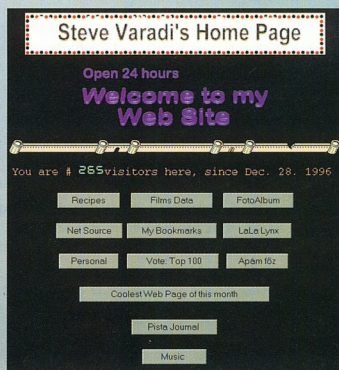 Steve Varadi's Home Page
Open 24 hours
Welcome to my
Web Site
You are # 265 visitors here, since Dec. 28. 1996
Recipes Films Data FotoAlbum
Net Source My Bookmarks LaLa Lynx
Personal Vote: Top 100 Apám főz
Coolest Web Page of this month
Pista Journal
Music